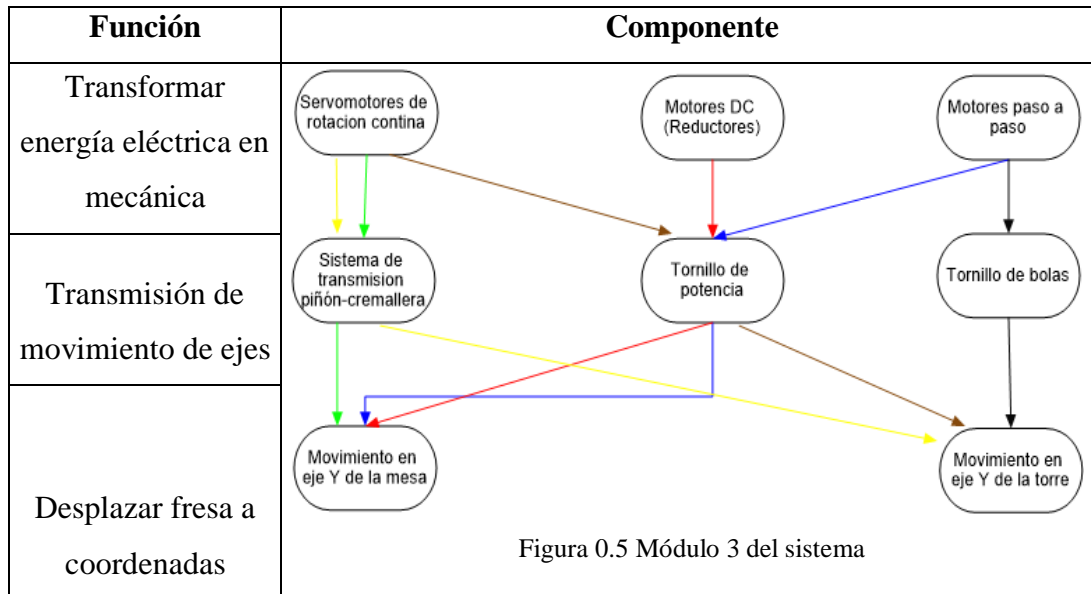 Función
Componente
Transformar
energía eléctrica en
mecánica
Servomotores de
rotacion contina
Motores DC
(Reductores)
Motores paso a
paso
Transmisión de
movimiento de ejes
Sistema de
transmision
piñón-cremallera
Tornillo de
potencia
Tornillo de bolas
Desplazar fresa a
coordenadas
Movimiento en
eje Y de la mesa
Movimiento en
eje Y de la torre
Figura 0.5 Módulo 3 del sistema